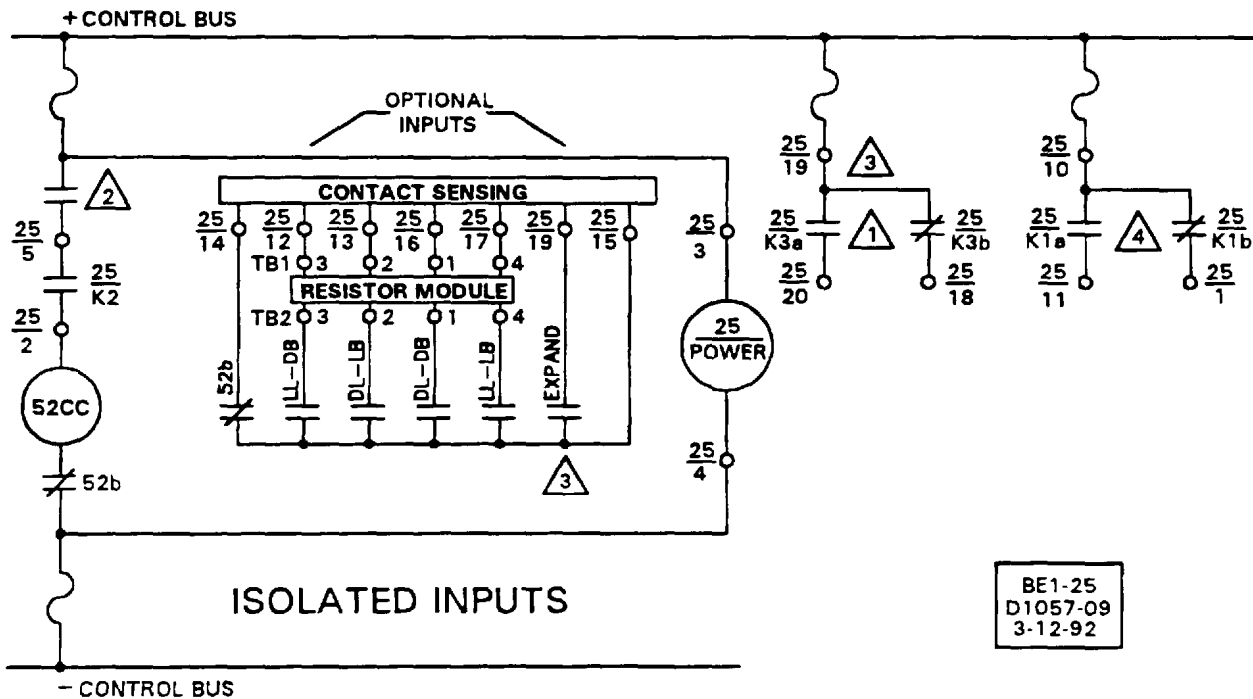 + CONTROL BUS
OPTIONAL
INPUTS
CONTACT SENSING
25
14
25
12
25
13
25
16
25
17
25
19
25
15
TB1 3 2 1 4
RESISTOR MODULE
TB2 3 2 1 4
52b
LL-DB
DL-LB
DL-DB
LL-LB
EXPAND
3
2
25
5
25
K2
25
2
52CC
52b
25
3
25
POWER
25
4
25
19
3
25
K3a
1
25
K3b
25
20
25
18
25
10
25
K1a
4
25
K1b
25
11
25
1
ISOLATED INPUTS
BE1-25
D1057-09
3-12-92
- CONTROL BUS